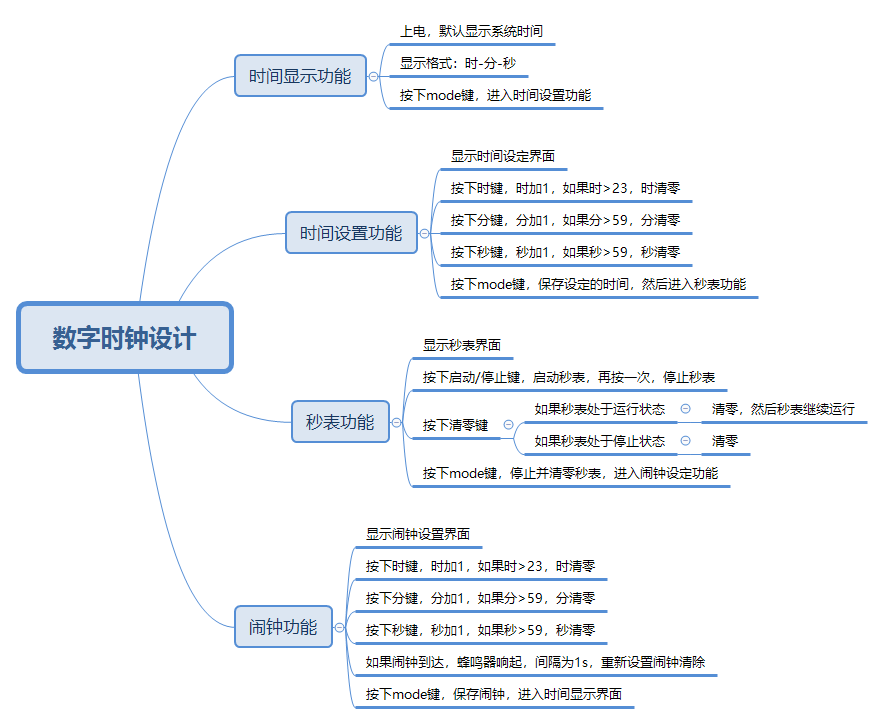 数字时钟设计
时间显示功能
上电，默认显示系统时间
显示格式：时-分-秒
按下mode键，进入时间设置功能
时间设置功能
显示时间设定界面
按下时键，时加1，如果时>23，时清零
按下分键，分加1，如果分>59，分清零
按下秒键，秒加1，如果秒>59，秒清零
按下mode键，保存设定的时间，然后进入秒表功能
秒表功能
显示秒表界面
按下启动/停止键，启动秒表，再按一次，停止秒表
按下清零键
如果秒表处于运行状态
清零，然后秒表继续运行
如果秒表处于停止状态
清零
按下mode键，停止并清零秒表，进入闹钟设定功能
闹钟功能
显示闹钟设置界面
按下时键，时加1，如果时>23，时清零
按下分键，分加1，如果分>59，分清零
按下秒键，秒加1，如果秒>59，秒清零
如果闹钟到达，蜂鸣器响起，间隔为1s，重新设置闹钟清除
按下mode键，保存闹钟，进入时间显示界面